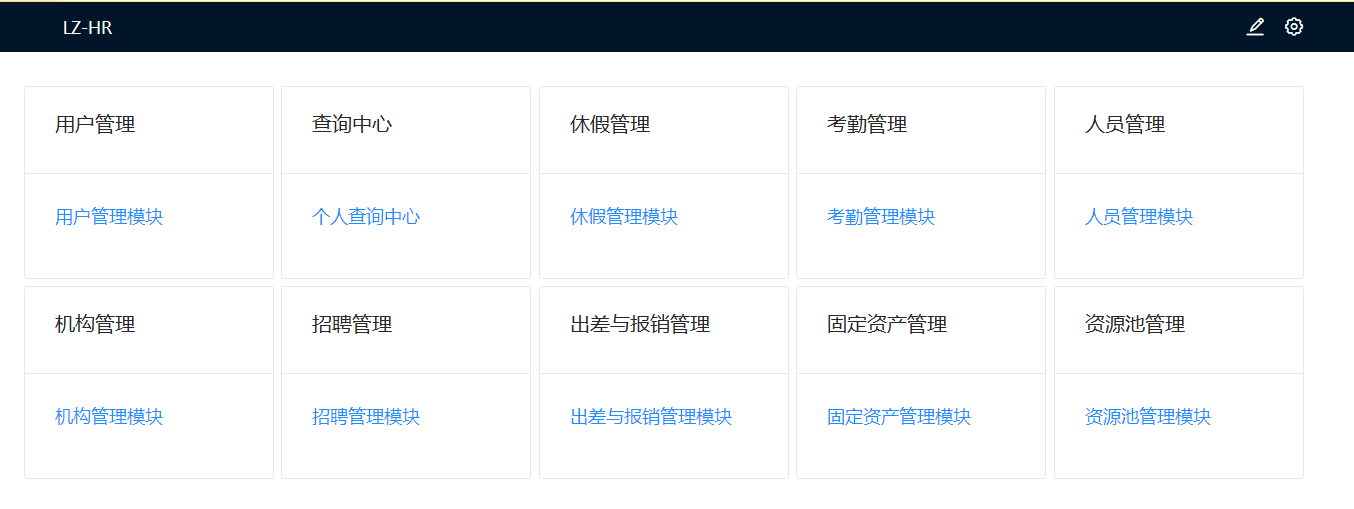 LZ-HR
用户管理
查询中心
休假管理
考勤管理
人员管理
用户管理模块
个人查询中心
休假管理模块
考勤管理模块
人员管理模块
机构管理
招聘管理
出差与报销管理
固定资产管理
资源池管理
机构管理模块
招聘管理模块
出差与报销管理模块
固定资产管理模块
资源池管理模块